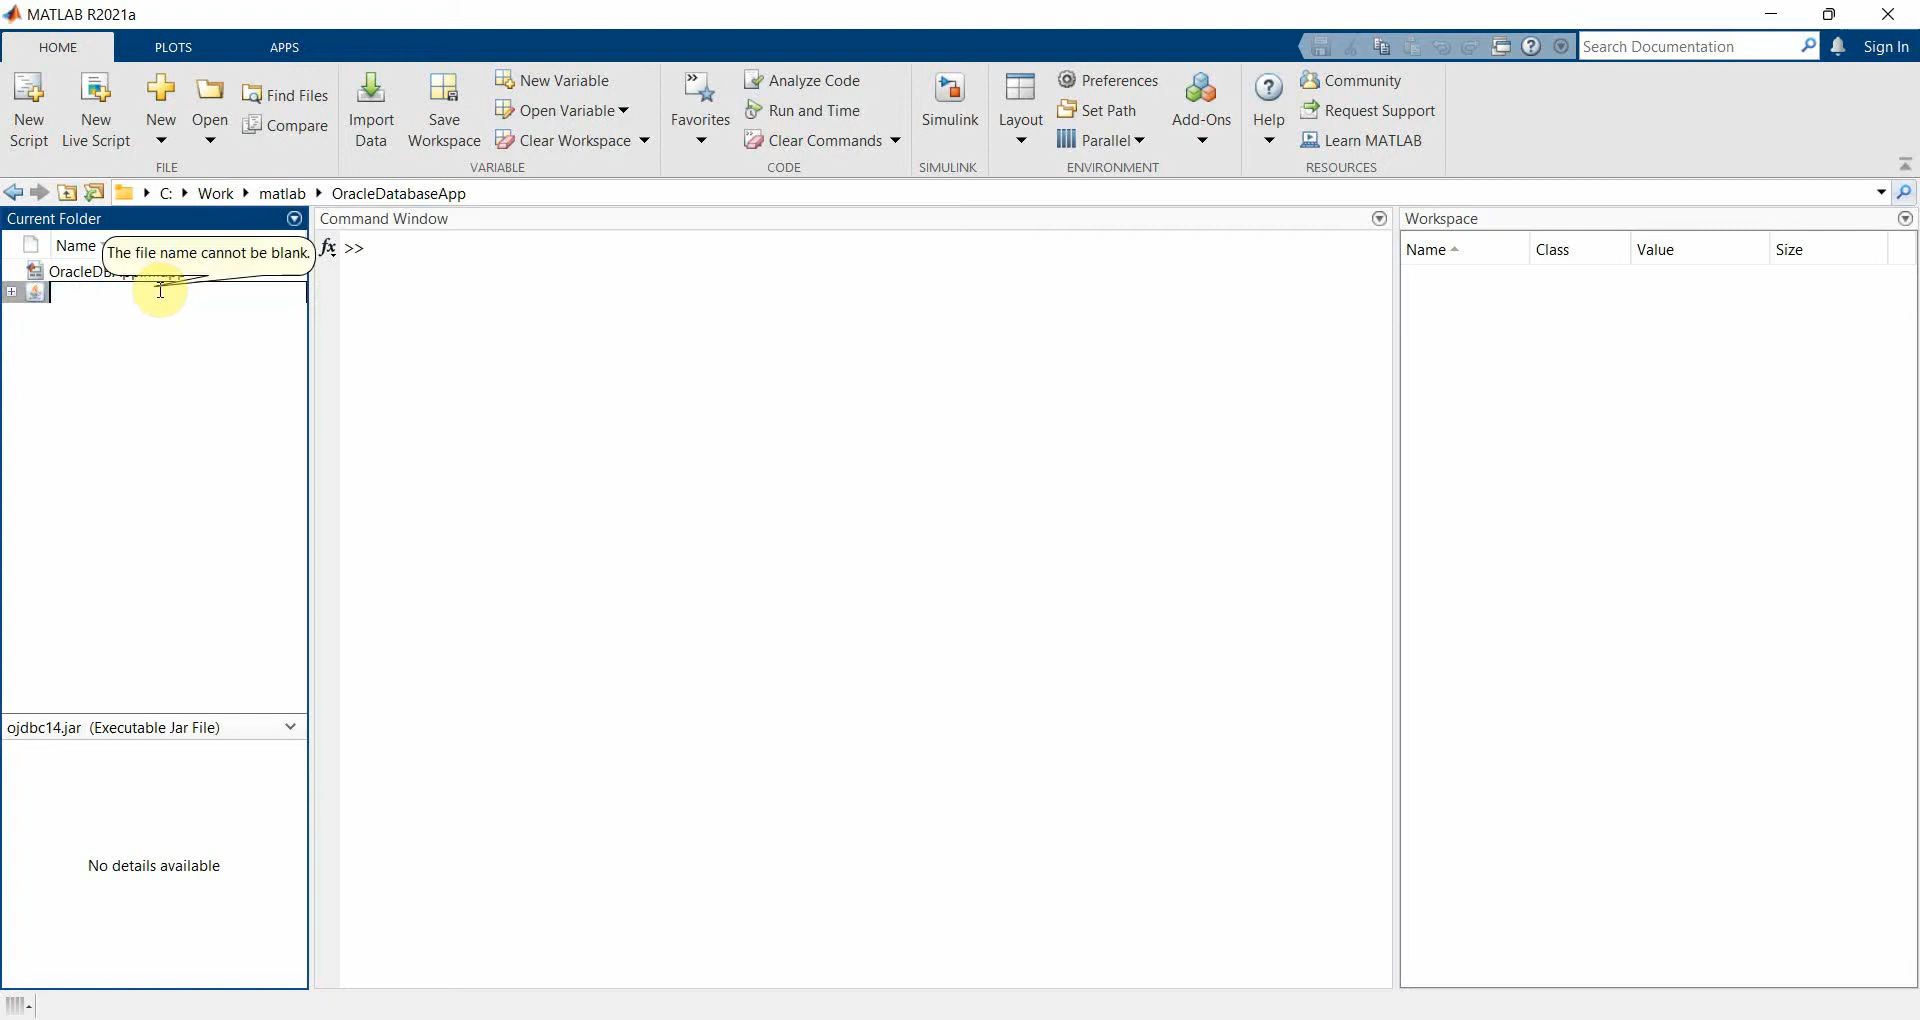 MATLAB R2021a
HOME PLOTS APPS
Search Documentation Sign In
New Script
New Live Script
New
Open
Find Files
Compare
FILE
Import Data
Save Workspace
New Variable
Open Variable
Clear Workspace
VARIABLE
Favorites
Analyze Code
Run and Time
Clear Commands
CODE
Simulink
SIMULINK
Layout
Preferences
Set Path
Parallel
Add-Ons
ENVIRONMENT
Help
Community
Request Support
Learn MATLAB
RESOURCES
C: Work matlab OracleDatabaseApp
Current Folder
Name
The file name cannot be blank.
ojdbc14.jar (Executable Jar File)
No details available
Command Window
fx >>
Workspace
Name Class Value Size